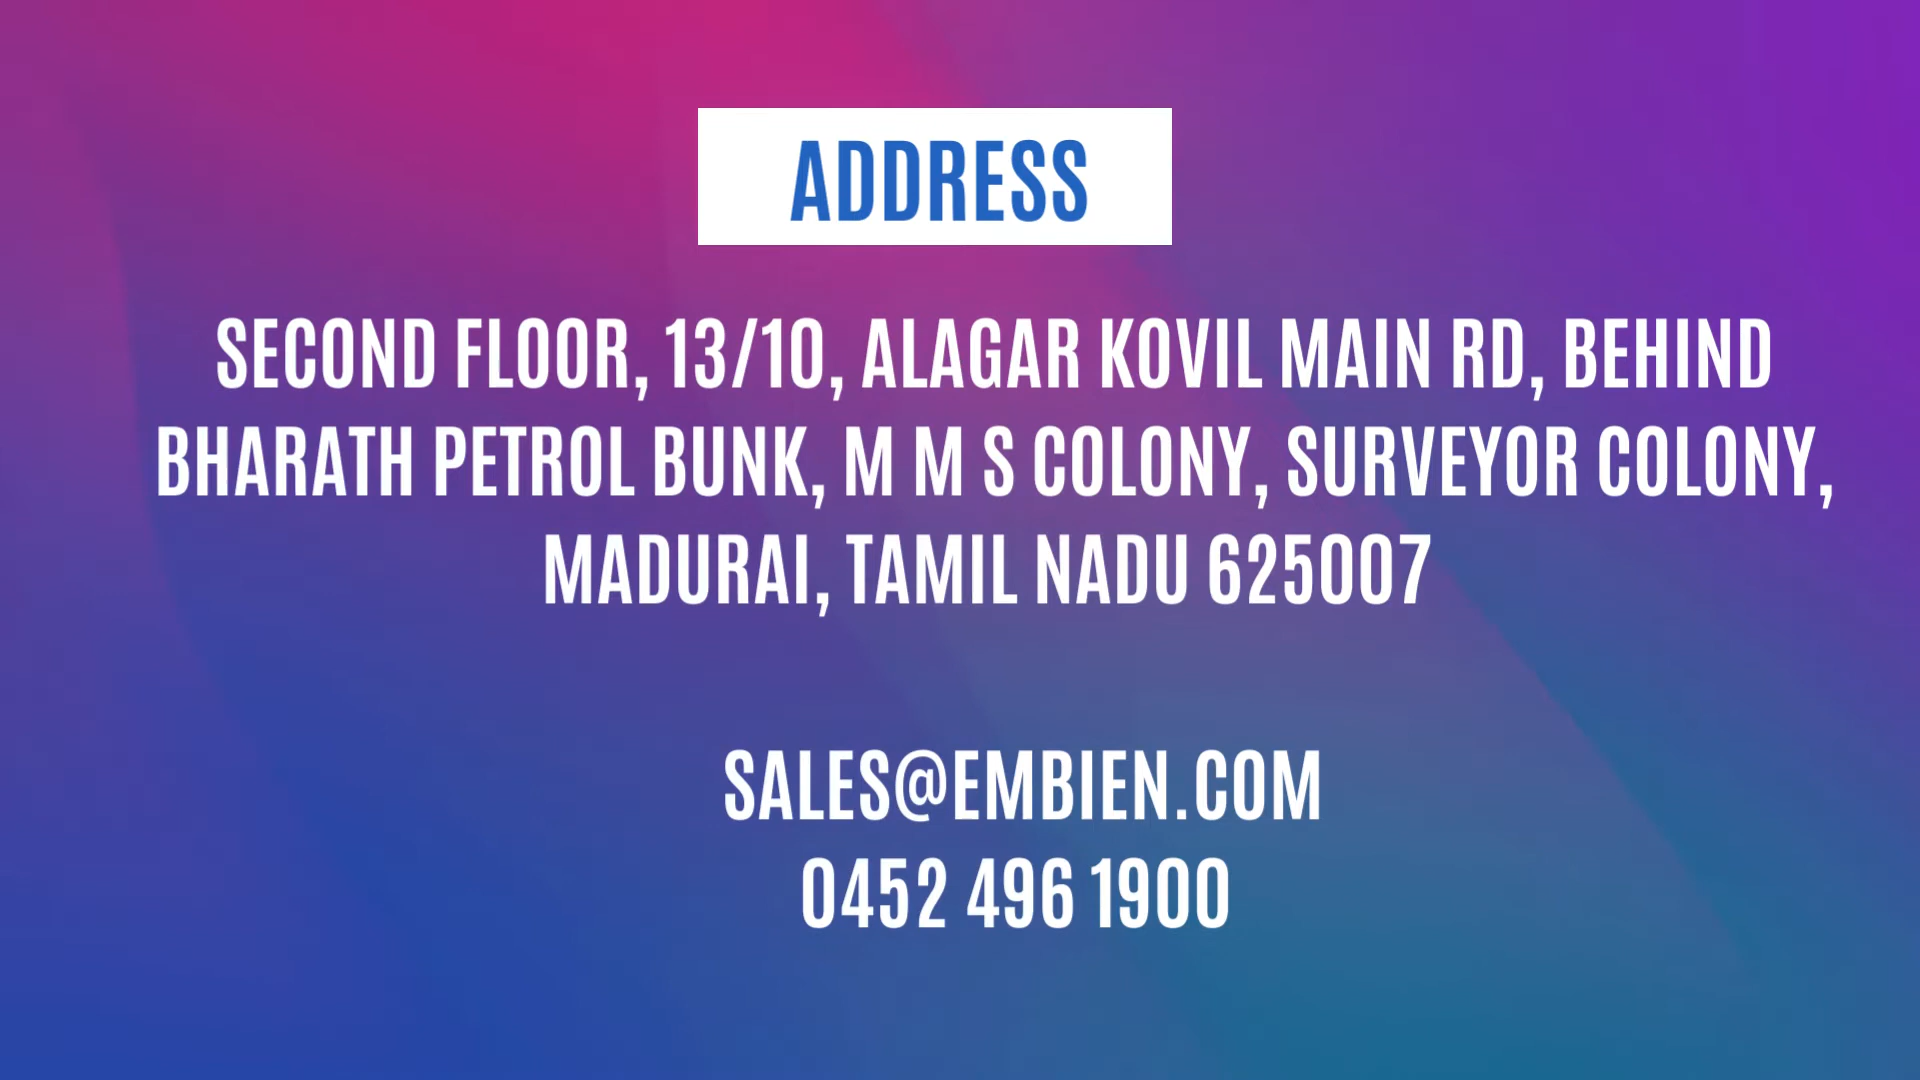 ADDRESS
SECOND FLOOR, 13/10, ALAGAR KOVIL MAIN RD, BEHIND
BHARATH PETROL BUNK, M M S COLONY, SURVEYOR COLONY,
MADURAI, TAMIL NADU 625007
SALES@EMBIEN.COM
0452 496 1900